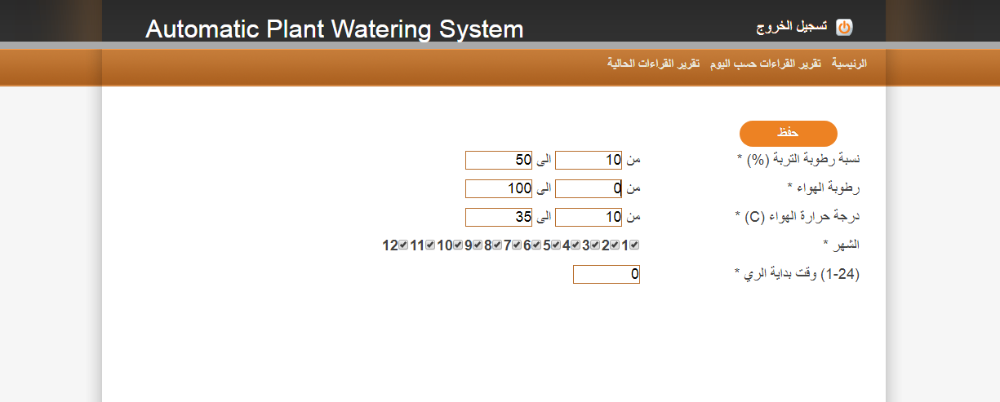 Automatic Plant Watering System
تسجيل الخروج
الرئيسية تقرير القراءات حسب اليوم تقرير القراءات الحالية
حفظ
نسبة رطوبة التربة (%) * من 10 الى 50
رطوبة الهواء * من 0 الى 100
درجة حرارة الهواء (C) * من 10 الى 35
الشهر * 1 2 3 4 5 6 7 8 9 10 11 12
(1-24) وقت بداية الري * 0